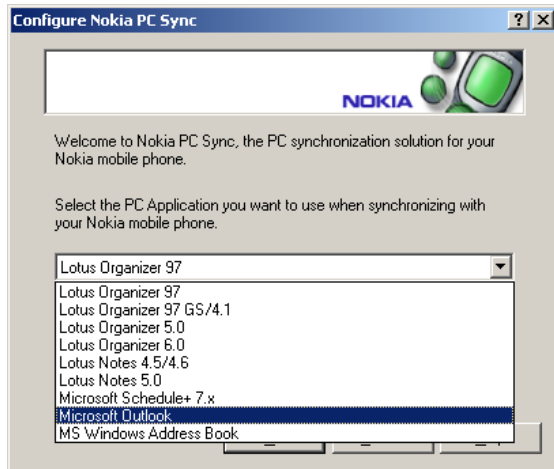 Configure Nokia PC Sync
NOKIA
Welcome to Nokia PC Sync, the PC synchronization solution for your
Nokia mobile phone.
Select the PC Application you want to use when synchronizing with
your Nokia mobile phone.
Lotus Organizer 97
Lotus Organizer 97
Lotus Organizer 97 GS/4.1
Lotus Organizer 5.0
Lotus Organizer 6.0
Lotus Notes 4.5/4.6
Lotus Notes 5.0
Microsoft Schedule+ 7.x
Microsoft Outlook
MS Windows Address Book